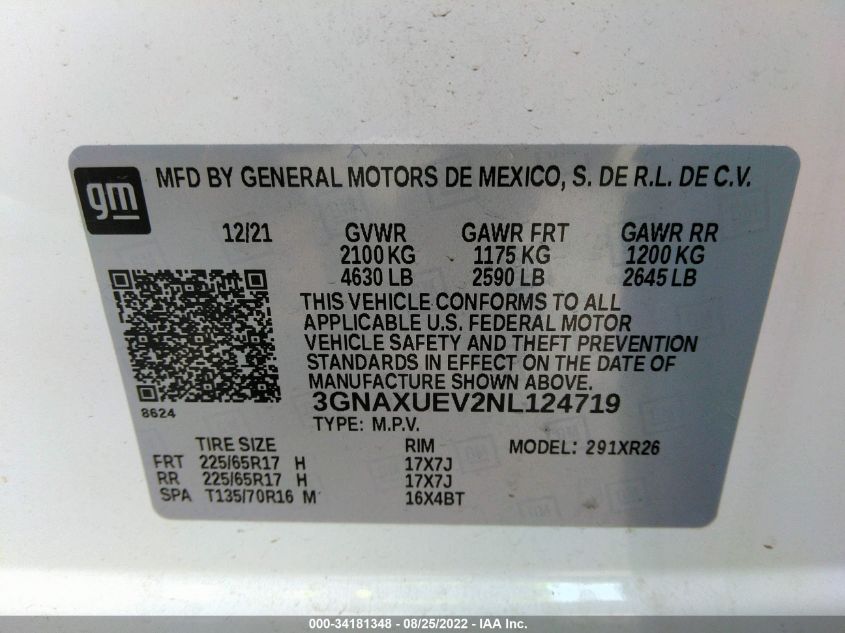 gm
MFD BY GENERAL MOTORS DE MEXICO, S. DE R.L. DE C.V.
12/21 GVWR GAWR FRT GAWR RR
2100 KG 1175 KG 1200 KG
4630 LB 2590 LB 2645 LB
THIS VEHICLE CONFORMS TO ALL
APPLICABLE U.S. FEDERAL MOTOR
VEHICLE SAFETY AND THEFT PREVENTION
STANDARDS IN EFFECT ON THE DATE OF
MANUFACTURE SHOWN ABOVE.
8624
3GNAXUEV2NL124719
TYPE: M.P.V.
TIRE SIZE RIM MODEL: 291XR26
FRT 225/65R17 H 17X7J
RR 225/65R17 H 17X7J
SPA T135/70R16 M 16X4BT
000-34181348 - 08/25/2022 - © IAA Inc.